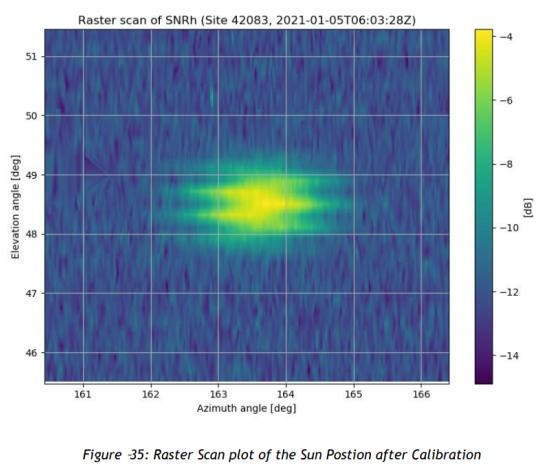 Raster scan of SNRh (Site 42083, 2021-01-05T06:03:28Z)
51
50
49
48
47
46
Elevation angle [deg]
161 162 163 164 165 166
Azimuth angle [deg]
−4
−6
−8
−10
−12
−14
[dB]
Figure -35: Raster Scan plot of the Sun Postion after Calibration